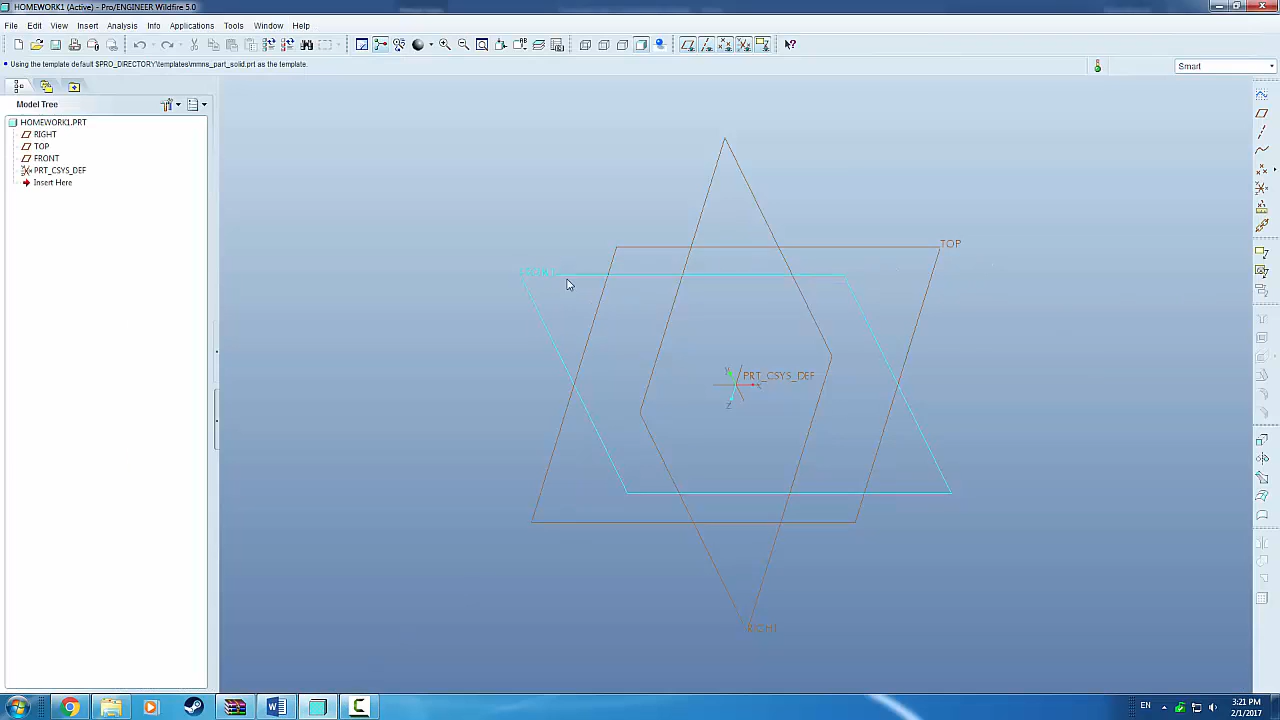 HOMEWORK1 (Active) - Pro/ENGINEER Wildfire 5.0
File Edit View Insert Analysis Info Applications Tools Window Help
Using the template default $PRO_DIRECTORY\templates\mmns_part_solid.prt as the template.
Smart
Model Tree
HOMEWORK1.PRT
RIGHT
TOP
FRONT
PRT_CSYS_DEF
Insert Here
TOP
PRT_CSYS_DEF
Y
X
Z
RIGHT
EN
3:21 PM
2/1/2017